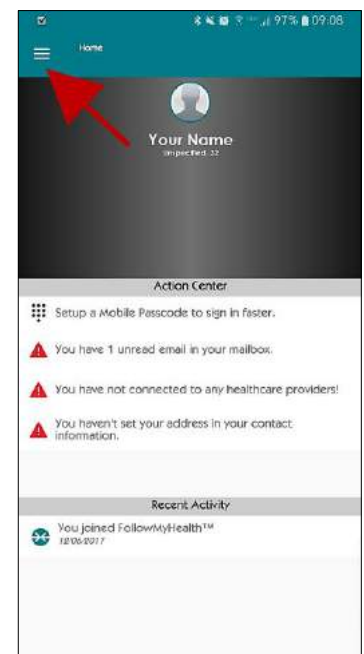 97% 09:08
Home
Your Name
Unspecified, 32
Action Center
Setup a Mobile Passcode to sign in faster.
You have 1 unread email in your mailbox.
You have not connected to any healthcare providers!
You haven't set your address in your contact
information.
Recent Activity
You joined FollowMyHealth™
12/06/2017